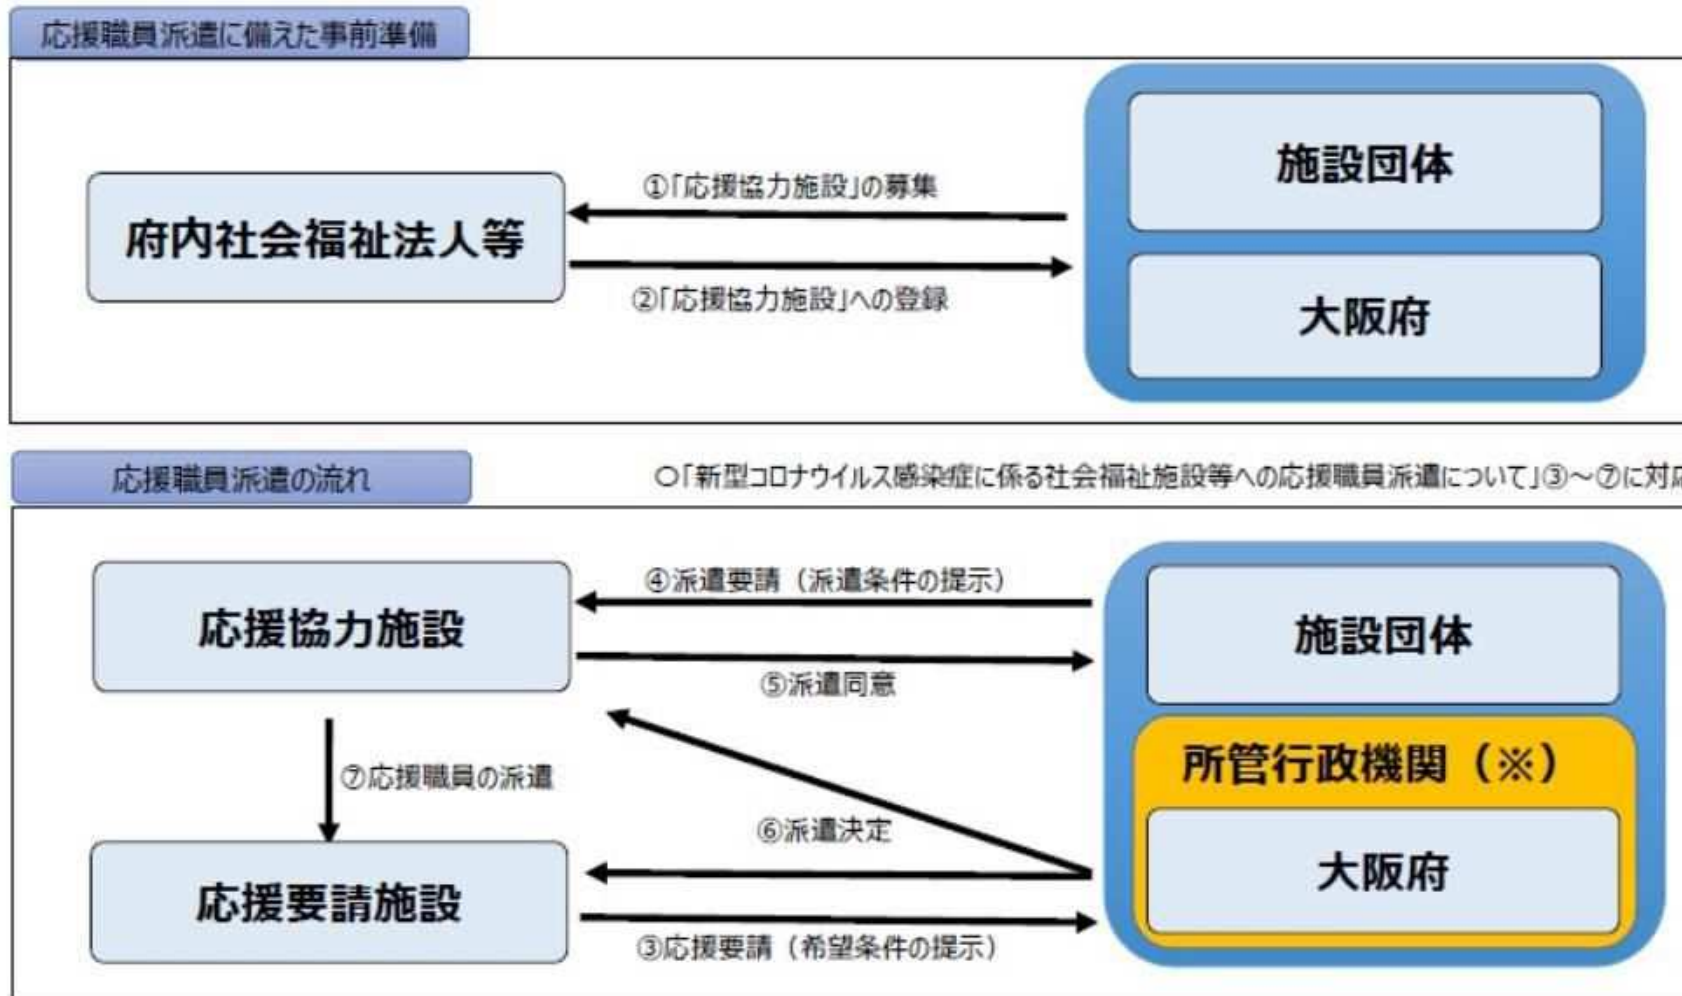 応援職員派遣に備えた事前準備
施設団体
①「応援協力施設」の募集
府内社会福祉法人等
②「応援協力施設」への登録
大阪府
応援職員派遣の流れ
○「新型コロナウイルス感染症に係る社会福祉施設等への応援職員派遣について」③～⑦に対応
④派遣要請（派遣条件の提示）
応援協力施設
施設団体
⑤派遣同意
所管行政機関（※）
⑦応援職員の派遣
⑥派遣決定
大阪府
応援要請施設
③応援要請（希望条件の提示）